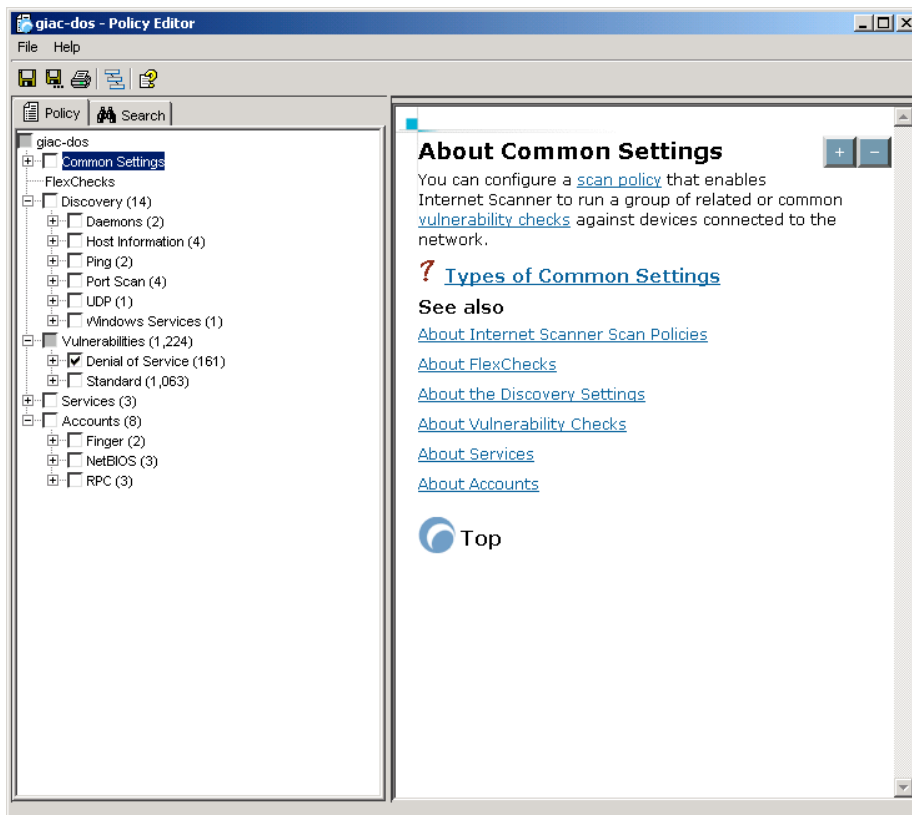 giac-dos - Policy Editor
File Help
Policy Search
giac-dos
Common Settings
FlexChecks
Discovery (14)
Daemons (2)
Host Information (4)
Ping (2)
Port Scan (4)
UDP (1)
Windows Services (1)
Vulnerabilities (1,224)
Denial of Service (161)
Standard (1,063)
Services (3)
Accounts (8)
Finger (2)
NetBIOS (3)
RPC (3)
About Common Settings
+ −
You can configure a scan policy that enables
Internet Scanner to run a group of related or common
vulnerability checks against devices connected to the
network.
? Types of Common Settings
See also
About Internet Scanner Scan Policies
About FlexChecks
About the Discovery Settings
About Vulnerability Checks
About Services
About Accounts
Top